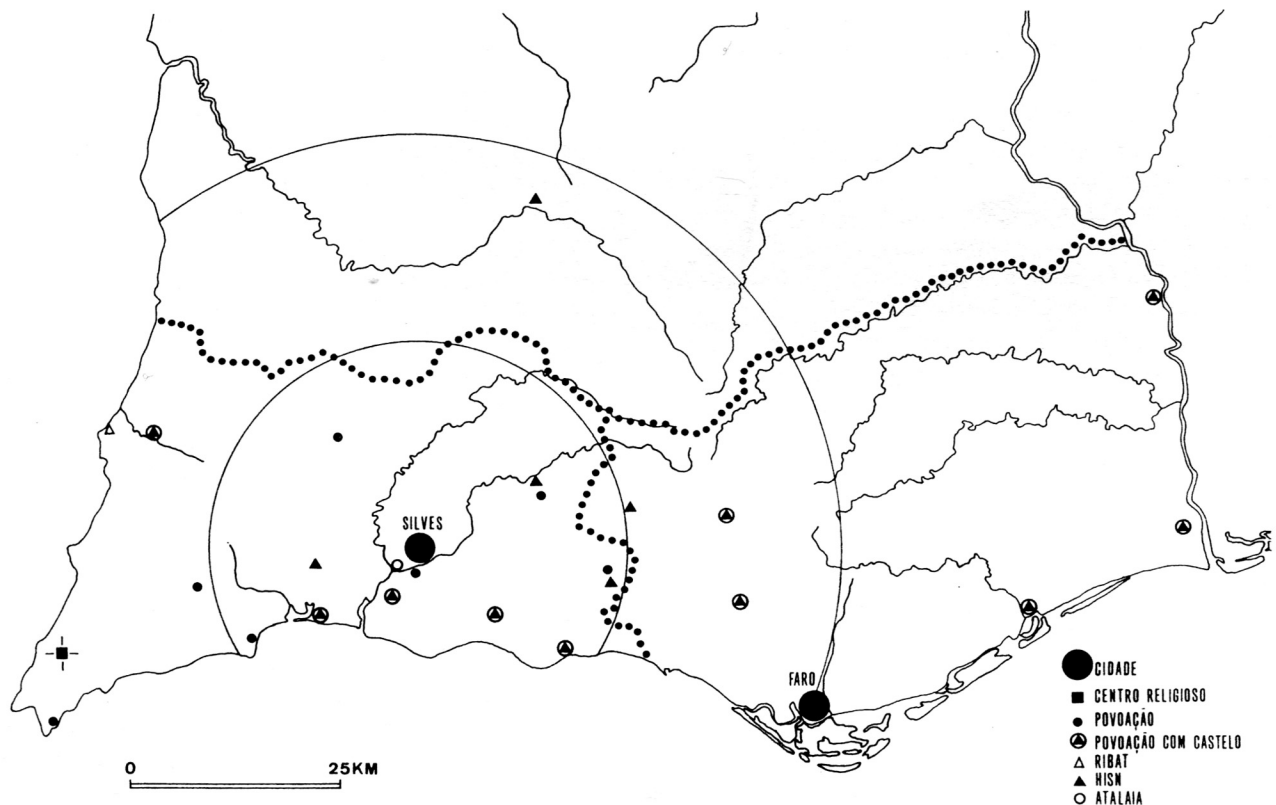 SILVES
FARO
CIDADE
CENTRO RELIGIOSO
POVOAÇÃO
POVOAÇÃO COM CASTELO
RIBAT
HISN
ATALAIA
0 25KM